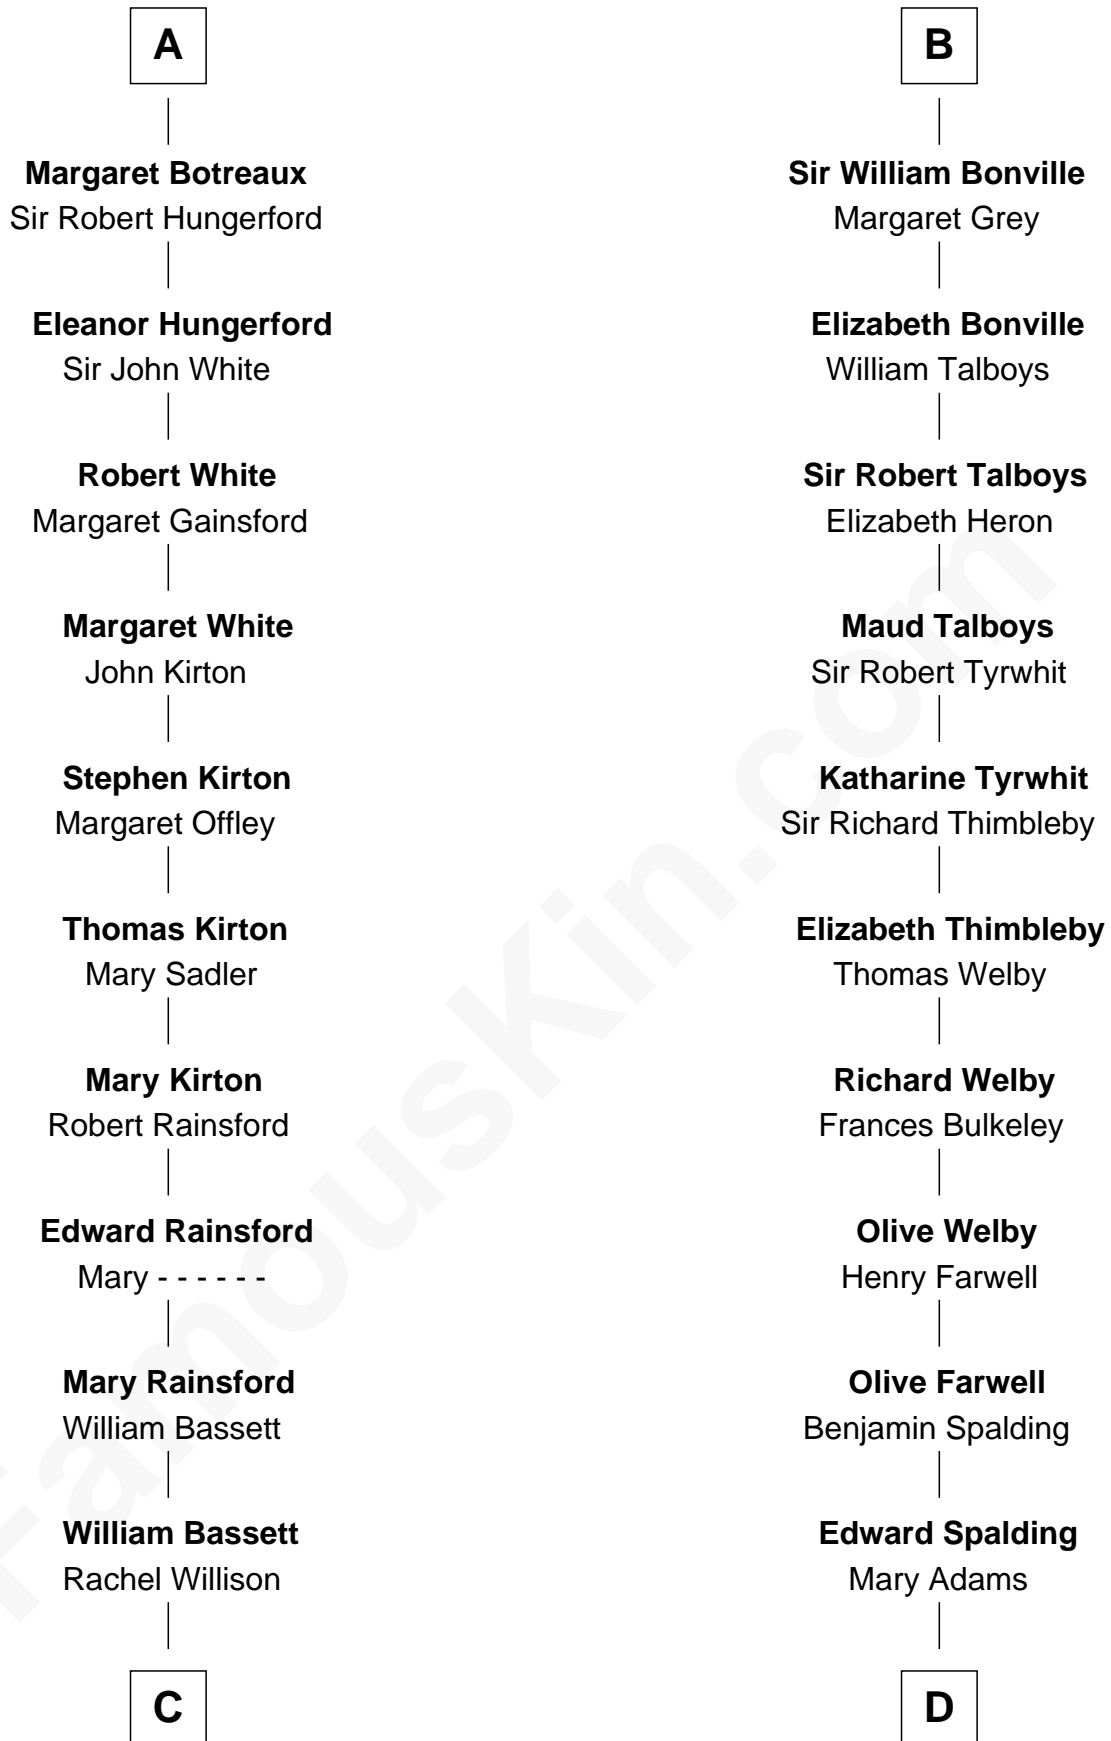 A
Margaret Botreaux
Sir Robert Hungerford
Eleanor Hungerford
Sir John White
Robert White
Margaret Gainsford
Margaret White
John Kirton
Stephen Kirton
Margaret Offley
Thomas Kirton
Mary Sadler
Mary Kirton
Robert Rainsford
Edward Rainsford
Mary - - - - - -
Mary Rainsford
William Bassett
William Bassett
Rachel Willison
C
B
Sir William Bonville
Margaret Grey
Elizabeth Bonville
William Talboys
Sir Robert Talboys
Elizabeth Heron
Maud Talboys
Sir Robert Tyrwhit
Katharine Tyrwhit
Sir Richard Thimbleby
Elizabeth Thimbleby
Thomas Welby
Richard Welby
Frances Bulkeley
Olive Welby
Henry Farwell
Olive Farwell
Benjamin Spalding
Edward Spalding
Mary Adams
D
FamousKin.com